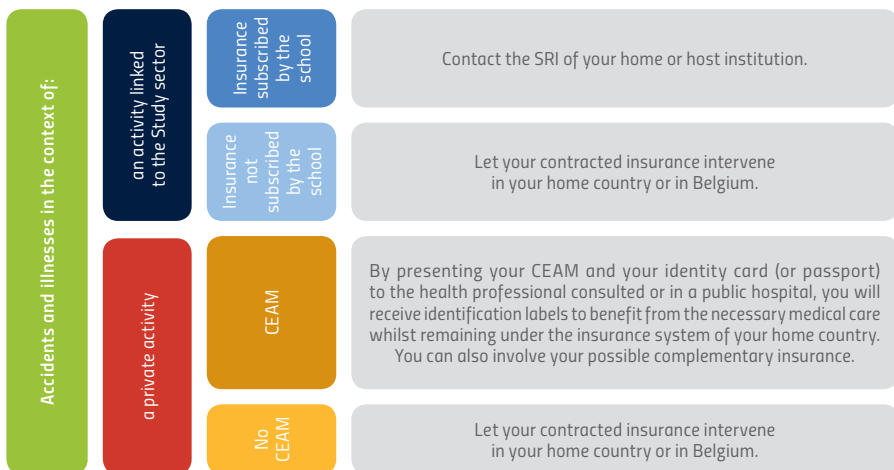 Accidents and illnesses in the context of:
an activity linked
to the Study sector
Insurance
subscribed
by the
school
Contact the SRI of your home or host institution.
Insurance
not
subscribed
by the
school
Let your contracted insurance intervene
in your home country or in Belgium.
a private activity
CEAM
By presenting your CEAM and your identity card (or passport)
to the health professional consulted or in a public hospital, you will
receive identification labels to benefit from the necessary medical care
whilst remaining under the insurance system of your home country.
You can also involve your possible complementary insurance.
No
CEAM
Let your contracted insurance intervene
in your home country or in Belgium.